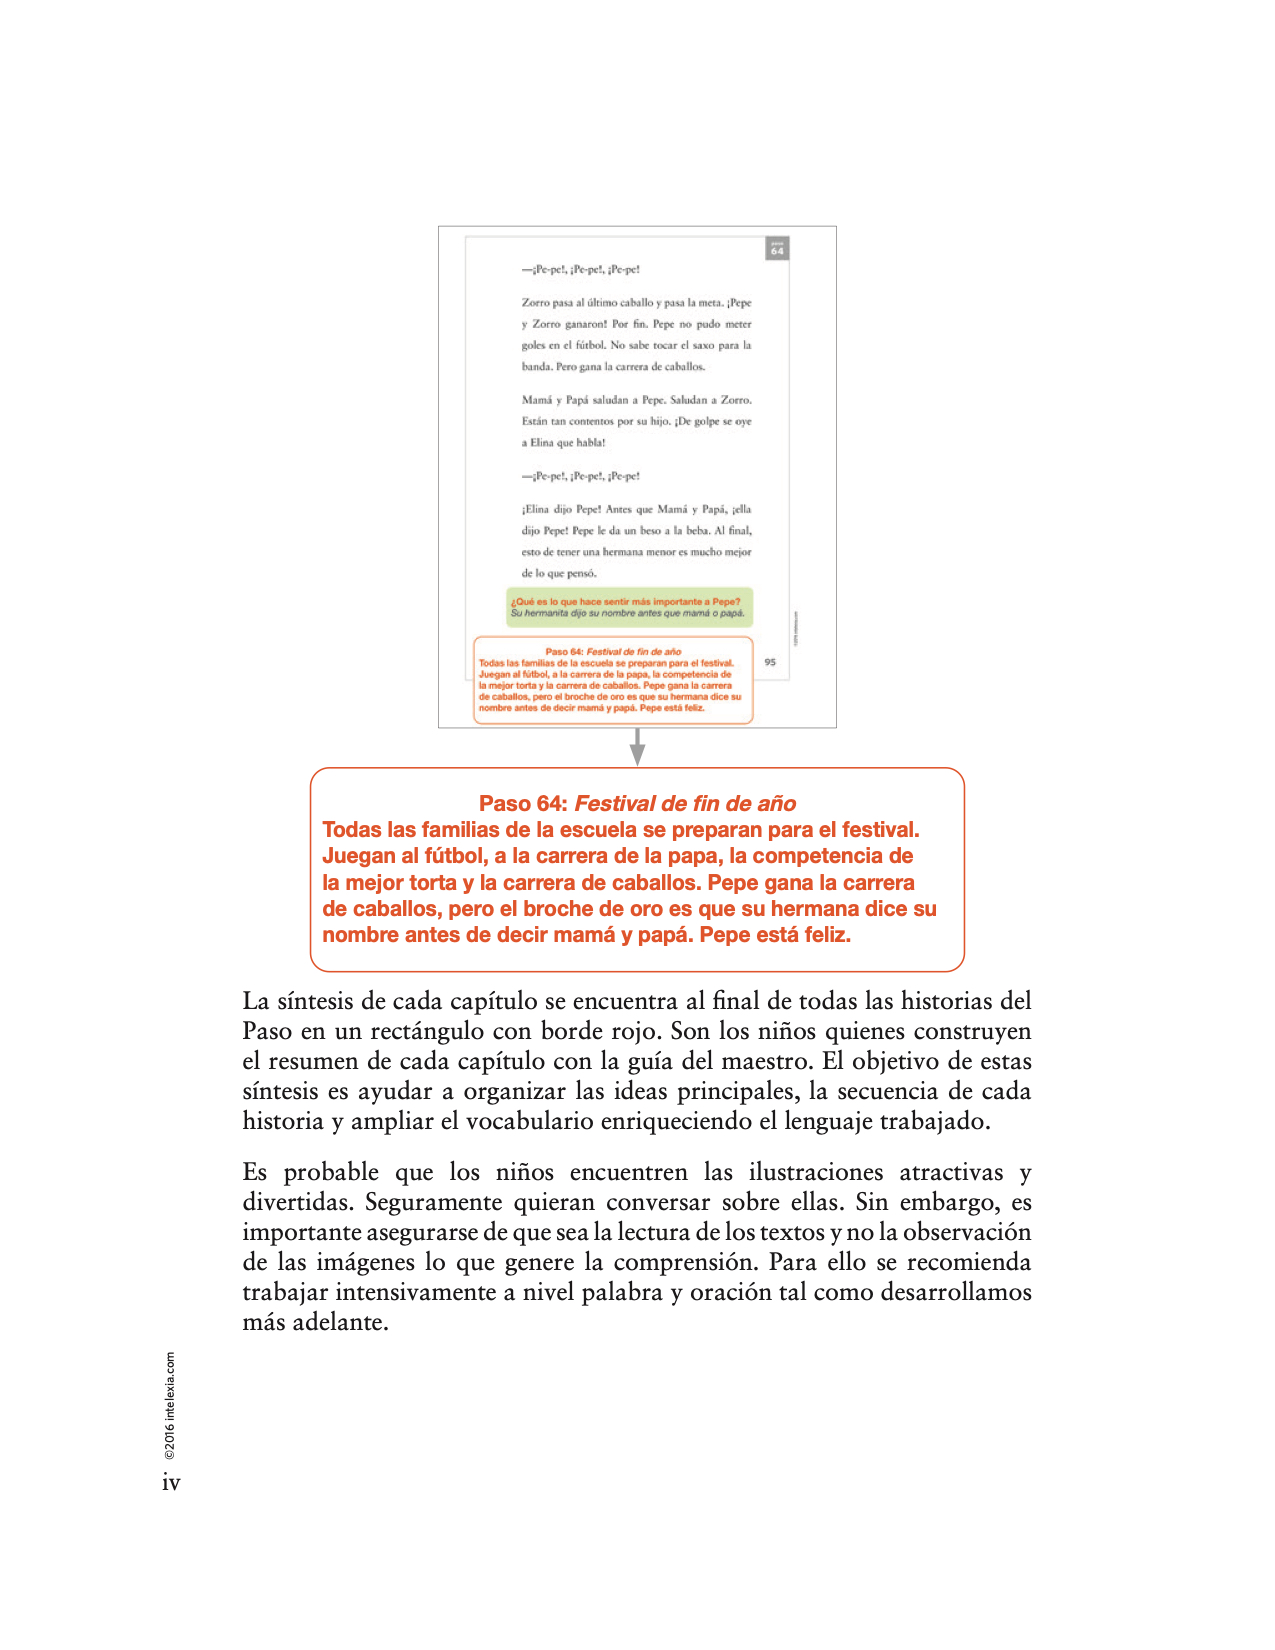 paso
64
—¡Pe-pe!, ¡Pe-pe!, ¡Pe-pe!
Zorro pasa al último caballo y pasa la meta. ¡Pepe
y Zorro ganaron! Por fin. Pepe no pudo meter
goles en el fútbol. No sabe tocar el saxo para la
banda. Pero gana la carrera de caballos.
Mamá y Papá saludan a Pepe. Saludan a Zorro.
Están tan contentos por su hijo. ¡De golpe se oye
a Elina que habla!
—¡Pe-pe!, ¡Pe-pe!, ¡Pe-pe!
¡Elina dijo Pepe! Antes que Mamá y Papá, ¡ella
dijo Pepe! Pepe le da un beso a la beba. Al final,
esto de tener una hermana menor es mucho mejor
de lo que pensó.
¿Qué es lo que hace sentir más importante a Pepe?
Su hermanita dijo su nombre antes que mamá o papá.
Paso 64: Festival de fin de año
Todas las familias de la escuela se preparan para el festival.
Juegan al fútbol, a la carrera de la papa, la competencia de
la mejor torta y la carrera de caballos. Pepe gana la carrera
de caballos, pero el broche de oro es que su hermana dice su
nombre antes de decir mamá y papá. Pepe está feliz.
95
Paso 64: Festival de fin de año
Todas las familias de la escuela se preparan para el festival.
Juegan al fútbol, a la carrera de la papa, la competencia de
la mejor torta y la carrera de caballos. Pepe gana la carrera
de caballos, pero el broche de oro es que su hermana dice su
nombre antes de decir mamá y papá. Pepe está feliz.
La síntesis de cada capítulo se encuentra al final de todas las historias del
Paso en un rectángulo con borde rojo. Son los niños quienes construyen
el resumen de cada capítulo con la guía del maestro. El objetivo de estas
síntesis es ayudar a organizar las ideas principales, la secuencia de cada
historia y ampliar el vocabulario enriqueciendo el lenguaje trabajado.
Es probable que los niños encuentren las ilustraciones atractivas y
divertidas. Seguramente quieran conversar sobre ellas. Sin embargo, es
importante asegurarse de que sea la lectura de los textos y no la observación
de las imágenes lo que genere la comprensión. Para ello se recomienda
trabajar intensivamente a nivel palabra y oración tal como desarrollamos
más adelante.
©2016 intelexia.com
iv